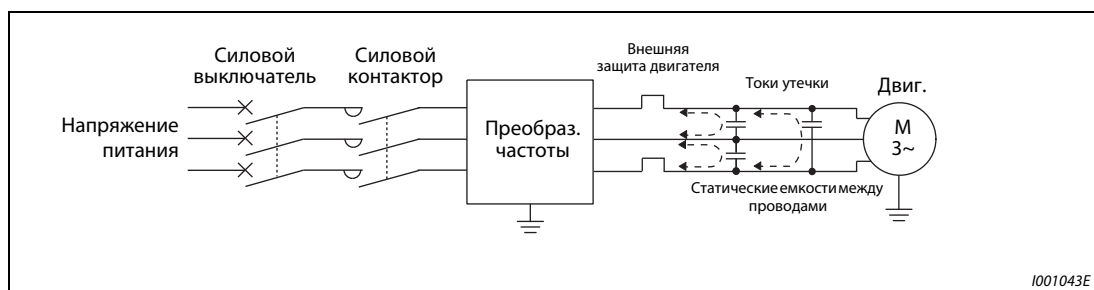 Силовой
выключатель
Силовой
контактор
Внешняя
защита двигателя
Токи утечки
Двиг.
Напряжение
питания
Преобраз.
частоты
M
3~
Статические емкости между
проводами
I001043E